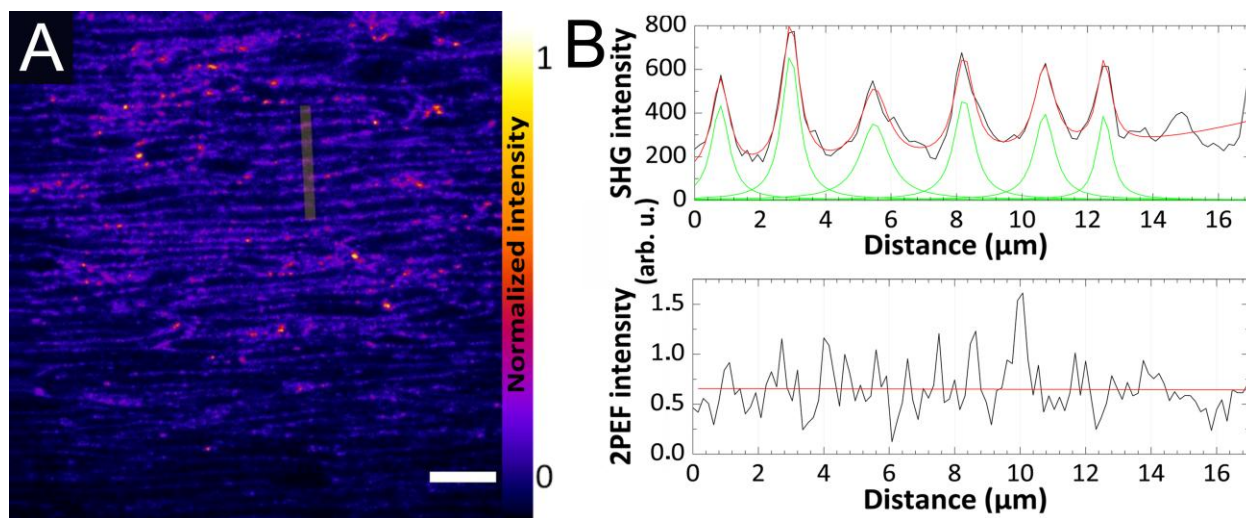 A
1
Normalized intensity
0
B
SHG intensity
800
600
400
200
0
0 2 4 6 8 10 12 14 16
Distance (μm)
(arb. u.)
2PEF intensity
1.5
1.0
0.5
0.0
0 2 4 6 8 10 12 14 16
Distance (μm)